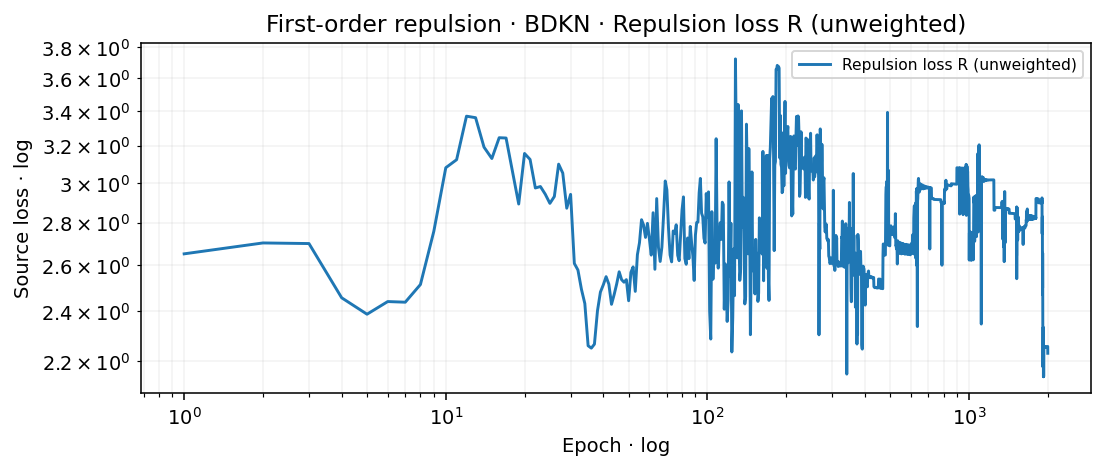 First-order repulsion · BDKN · Repulsion loss R (unweighted)
Repulsion loss R (unweighted)
Source loss · log
3.8 × 10⁰
3.6 × 10⁰
3.4 × 10⁰
3.2 × 10⁰
3 × 10⁰
2.8 × 10⁰
2.6 × 10⁰
2.4 × 10⁰
2.2 × 10⁰
10⁰
10¹
10²
10³
Epoch · log